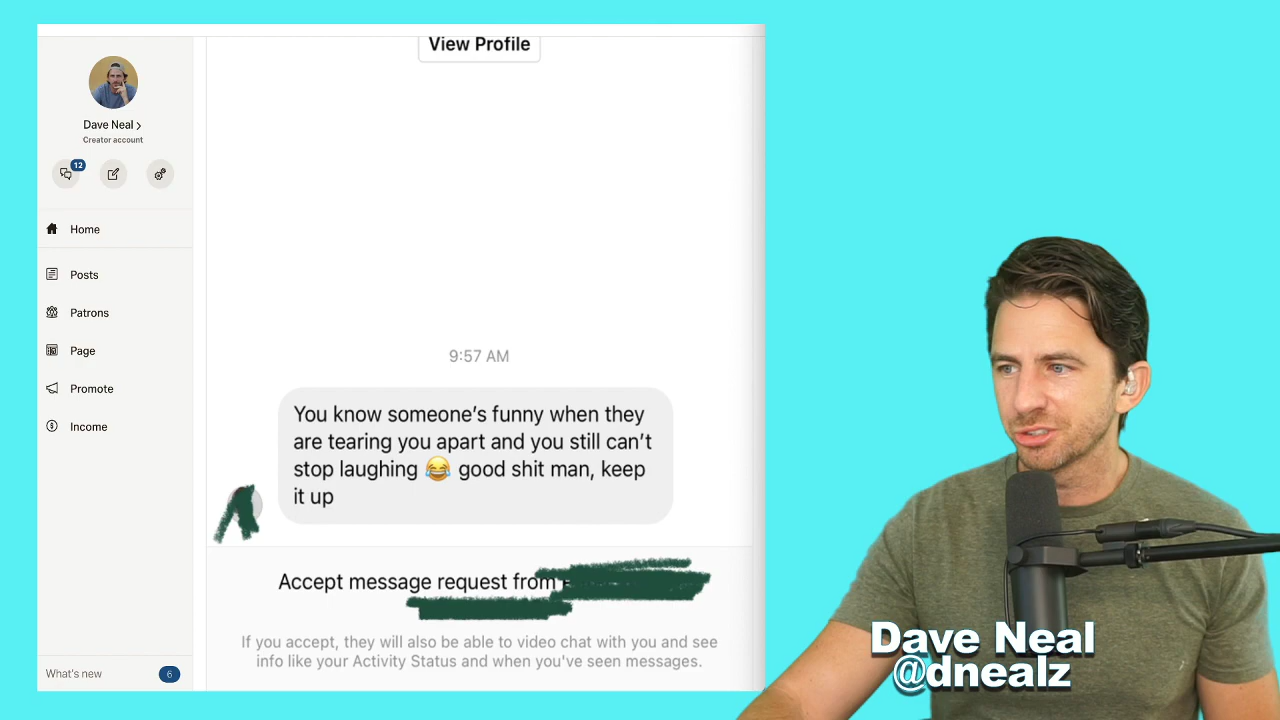 View Profile
Dave Neal >
Creator account
12
Home
Posts
Patrons
Page
Promote
Income
What's new
6
9:57 AM
You know someone's funny when they
are tearing you apart and you still can't
stop laughing 😂 good shit man, keep
it up
Accept message request from
If you accept, they will also be able to video chat with you and see
info like your Activity Status and when you've seen messages.
Dave Neal
@dnealz